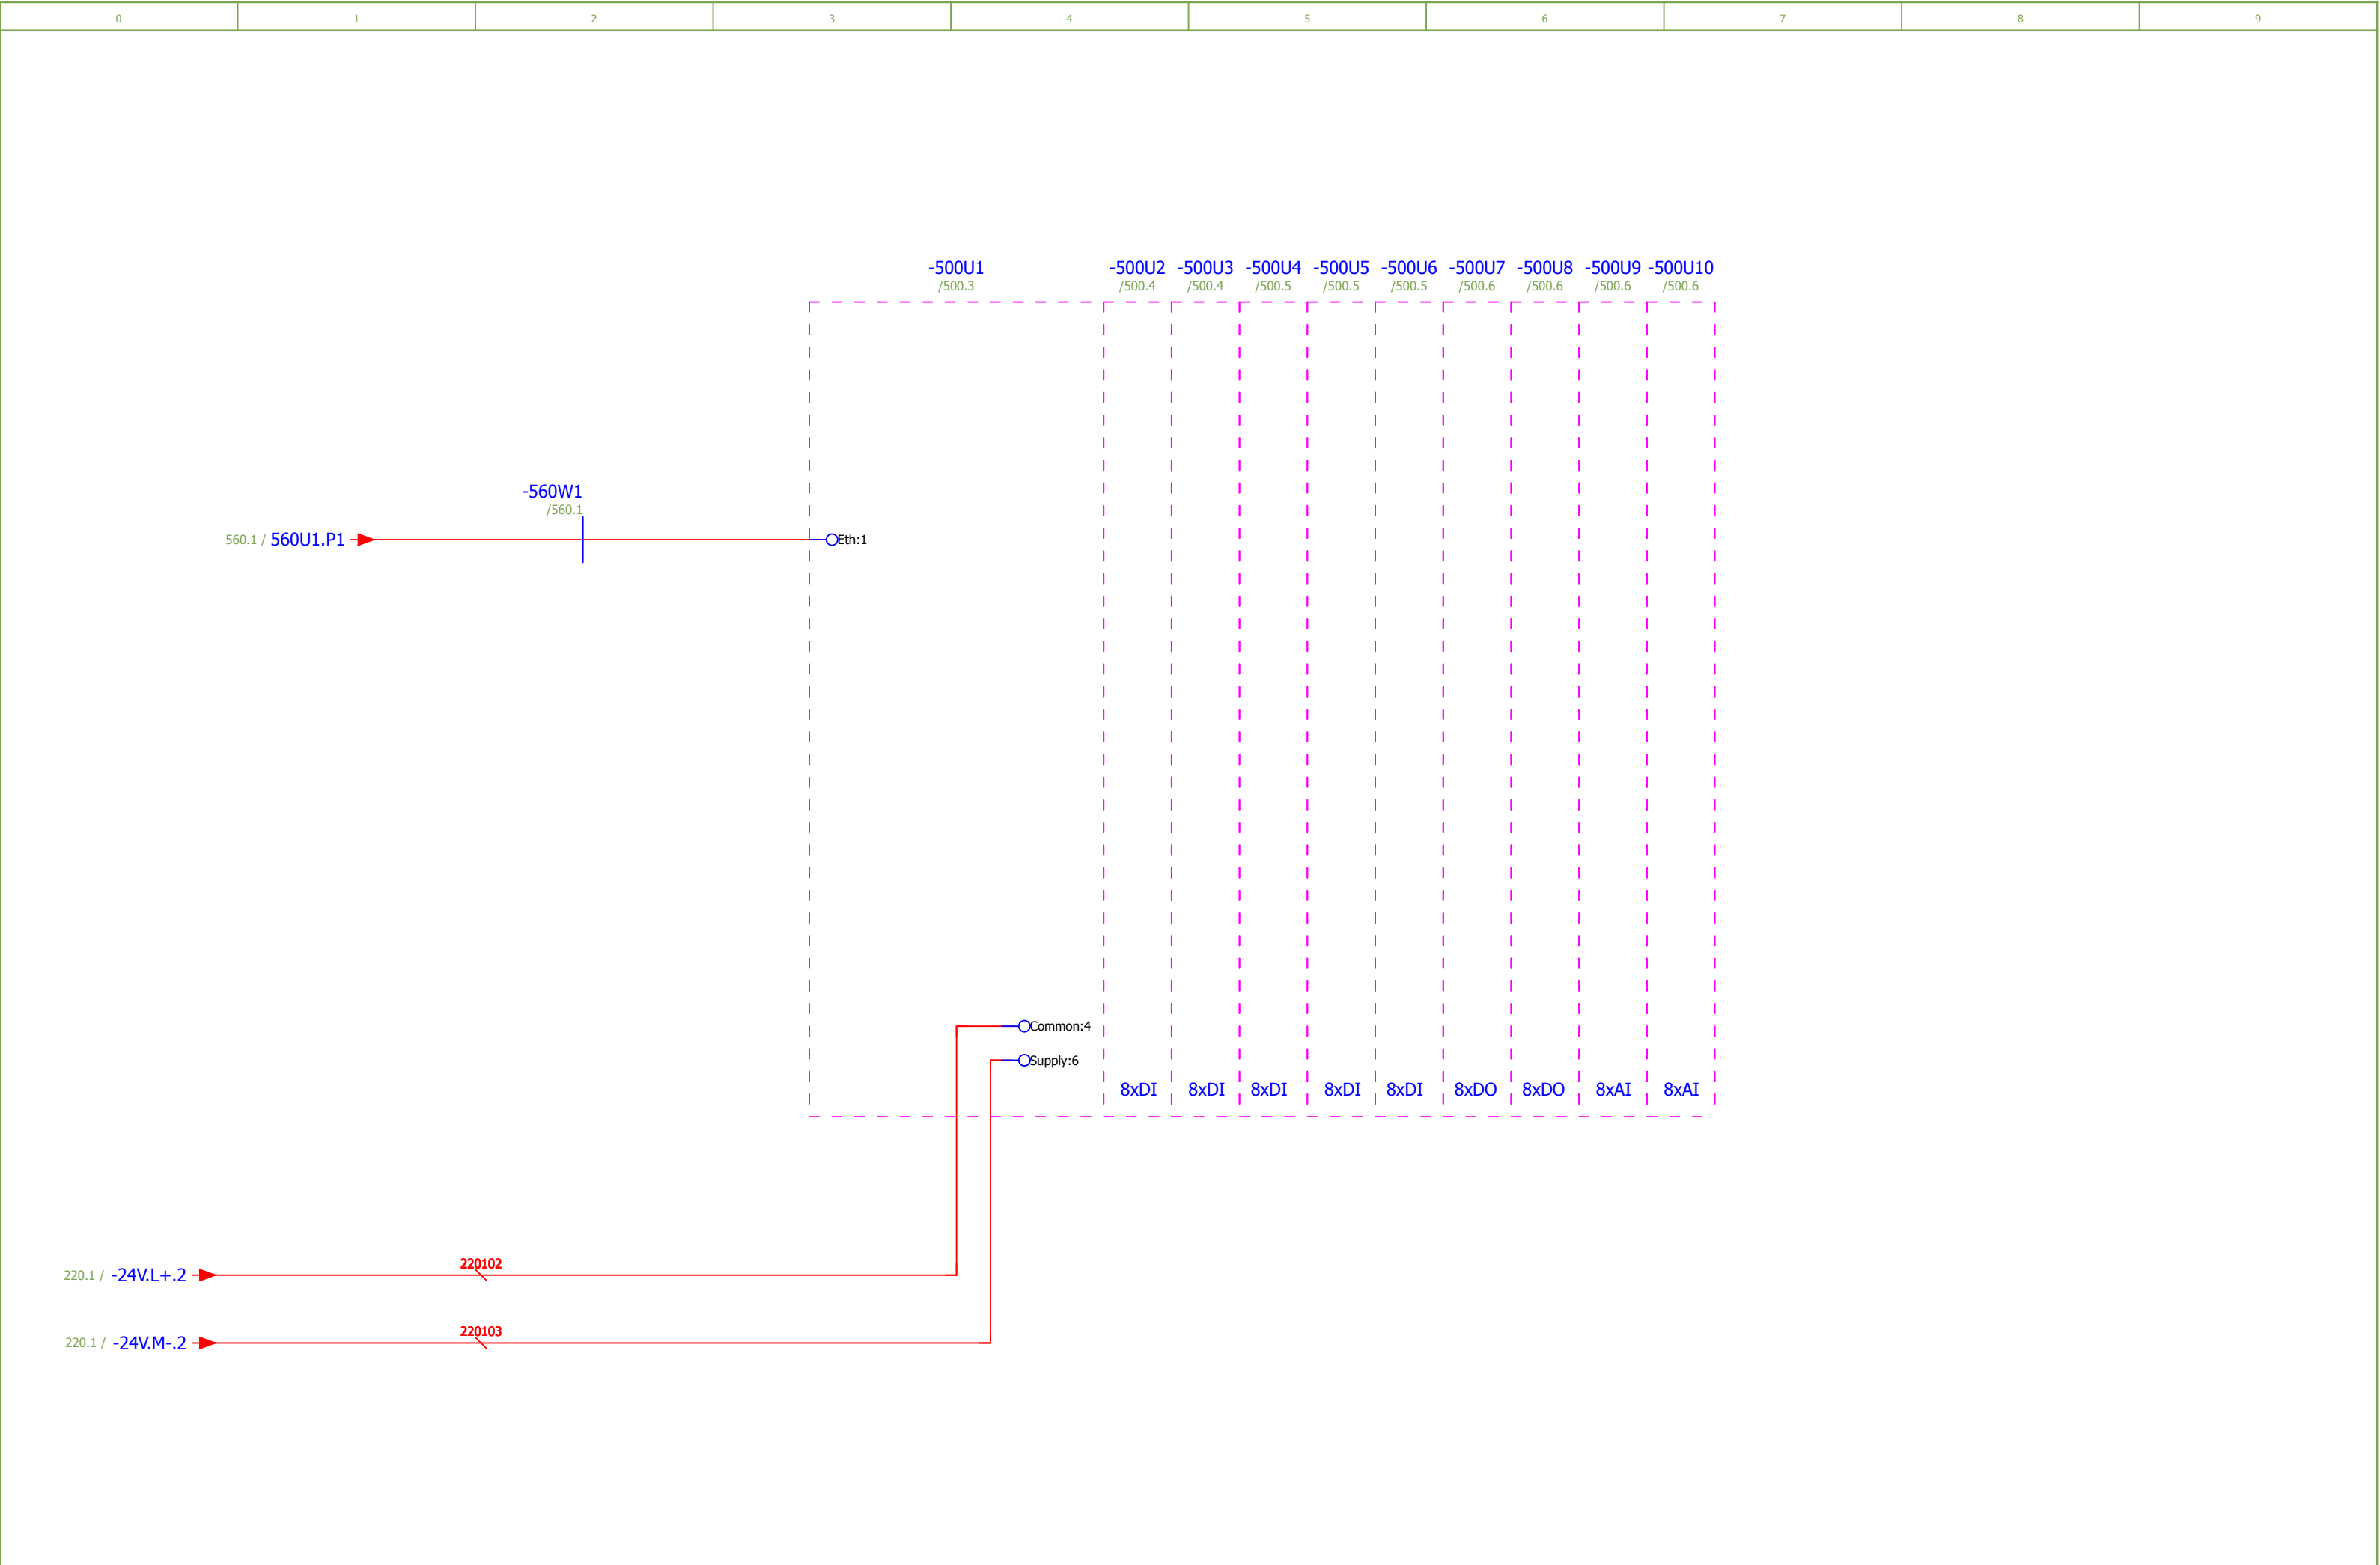 0 1 2 3 4 5 6 7 8 9
-500U1 -500U2 -500U3 -500U4 -500U5 -500U6 -500U7 -500U8 -500U9 -500U10
/500.3 /500.4 /500.4 /500.5 /500.5 /500.5 /500.6 /500.6 /500.6 /500.6
-560W1
/560.1
560.1 / 560U1.P1 Eth:1
Common:4
Supply:6
8xDI 8xDI 8xDI 8xDI 8xDI 8xDO 8xDO 8xAI 8xAI
220102
220.1 / -24V.L+.2
220103
220.1 / -24V.M-.2